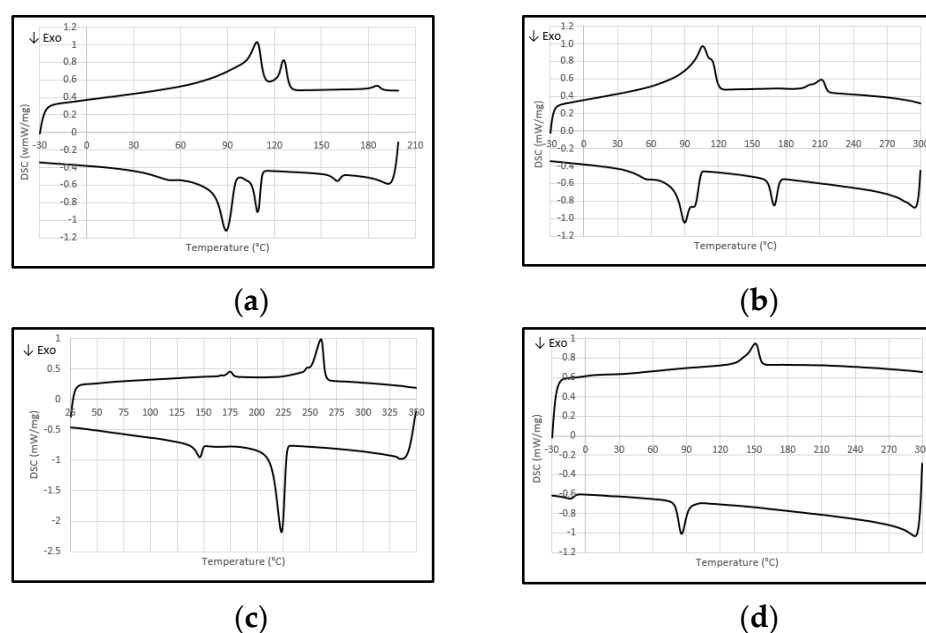 ↓ Exo
DSC (wmW/mg)
1.2
1
0.8
0.6
0.4
0.2
0
-0.2
-0.4
-0.6
-0.8
-1
-1.2
-30 0 30 60 90 120 150 180 210
Temperature (°C)
(a)
↓ Exo
DSC (mW/mg)
1.2
1.0
0.8
0.6
0.4
0.2
0.0
-0.2
-0.4
-0.6
-0.8
-1.0
-1.2
-30 0 30 60 90 120 150 180 210 240 270 300
Temperature (°C)
(b)
↓ Exo
DSC (mW/mg)
1
0.5
0
-0.5
-1
-1.5
-2
-2.5
25 50 75 100 125 150 175 200 225 250 275 300 325 350
Temperature (°C)
(c)
↓ Exo
DSC (mW/mg)
1
0.8
0.6
0.4
0.2
0
-0.2
-0.4
-0.6
-0.8
-1
-1.2
-30 0 30 60 90 120 150 180 210 240 270 300
Temperature (°C)
(d)